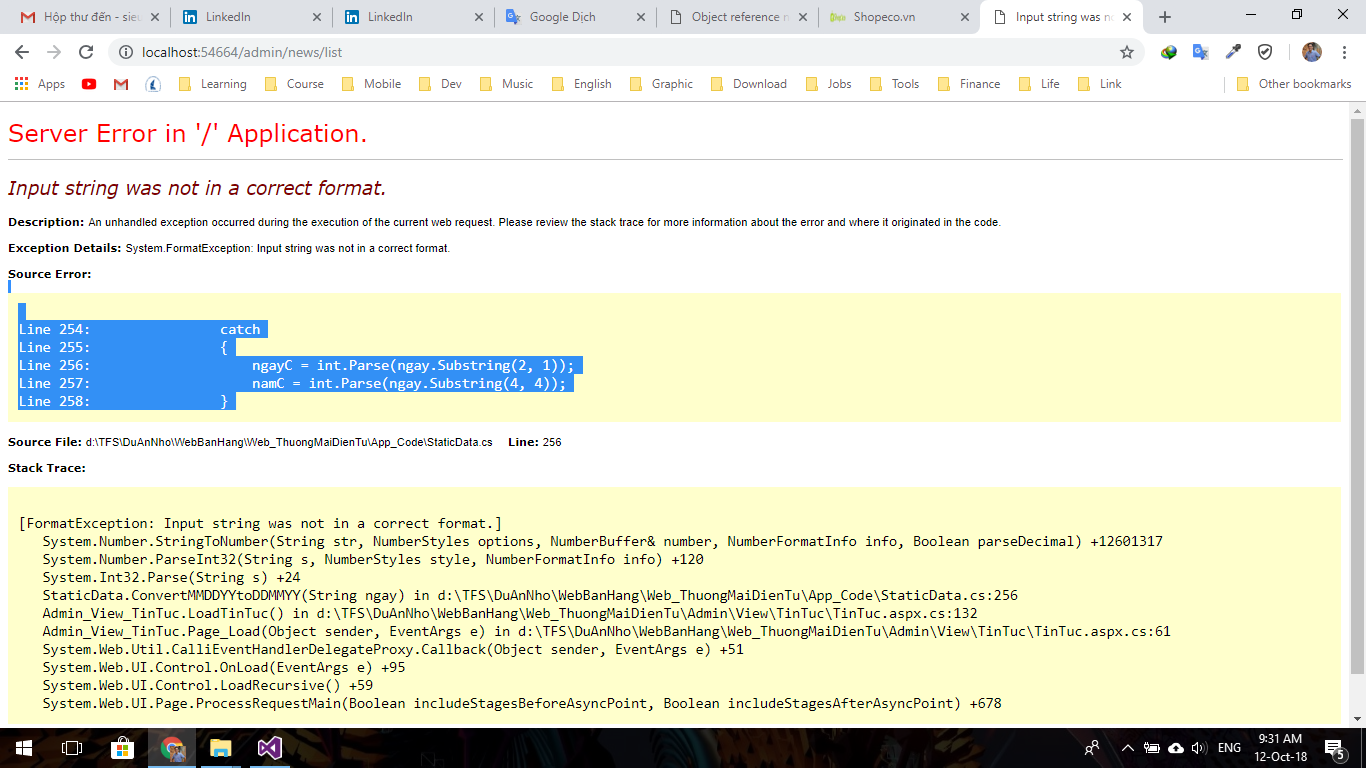 Hộp thư đến - sieu
LinkedIn
LinkedIn
Google Dịch
Object reference n
Shopeco.vn
Input string was no
localhost:54664/admin/news/list
Apps
Learning
Course
Mobile
Dev
Music
English
Graphic
Download
Jobs
Tools
Finance
Life
Link
Other bookmarks
Server Error in '/' Application.
Input string was not in a correct format.
Description: An unhandled exception occurred during the execution of the current web request. Please review the stack trace for more information about the error and where it originated in the code.
Exception Details: System.FormatException: Input string was not in a correct format.
Source Error:
Line 254:                catch
Line 255:                {
Line 256:                    ngayC = int.Parse(ngay.Substring(2, 1));
Line 257:                    namC = int.Parse(ngay.Substring(4, 4));
Line 258:                }
Source File: d:\TFS\DuAnNho\WebBanHang\Web_ThuongMaiDienTu\App_Code\StaticData.cs    Line: 256
Stack Trace:
[FormatException: Input string was not in a correct format.]
System.Number.StringToNumber(String str, NumberStyles options, NumberBuffer& number, NumberFormatInfo info, Boolean parseDecimal) +12601317
System.Number.ParseInt32(String s, NumberStyles style, NumberFormatInfo info) +120
System.Int32.Parse(String s) +24
StaticData.ConvertMMDDYYtoDDMMYY(String ngay) in d:\TFS\DuAnNho\WebBanHang\Web_ThuongMaiDienTu\App_Code\StaticData.cs:256
Admin_View_TinTuc.LoadTinTuc() in d:\TFS\DuAnNho\WebBanHang\Web_ThuongMaiDienTu\Admin\View\TinTuc\TinTuc.aspx.cs:132
Admin_View_TinTuc.Page_Load(Object sender, EventArgs e) in d:\TFS\DuAnNho\WebBanHang\Web_ThuongMaiDienTu\Admin\View\TinTuc\TinTuc.aspx.cs:61
System.Web.Util.CalliEventHandlerDelegateProxy.Callback(Object sender, EventArgs e) +51
System.Web.UI.Control.OnLoad(EventArgs e) +95
System.Web.UI.Control.LoadRecursive() +59
System.Web.UI.Page.ProcessRequestMain(Boolean includeStagesBeforeAsyncPoint, Boolean includeStagesAfterAsyncPoint) +678
ENG
9:31 AM
12-Oct-18
5